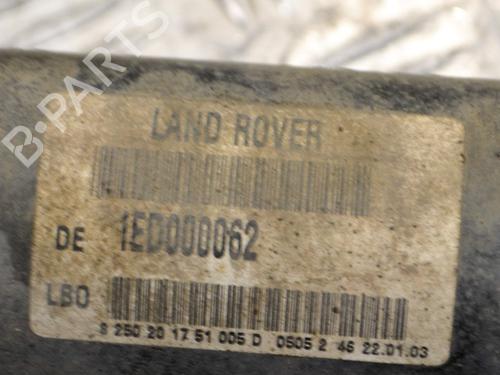 B-PARTS
LAND ROVER
DE 1ED000062
LBO
8 250 20 17 51 005 D 0505 2 46 22.01.03